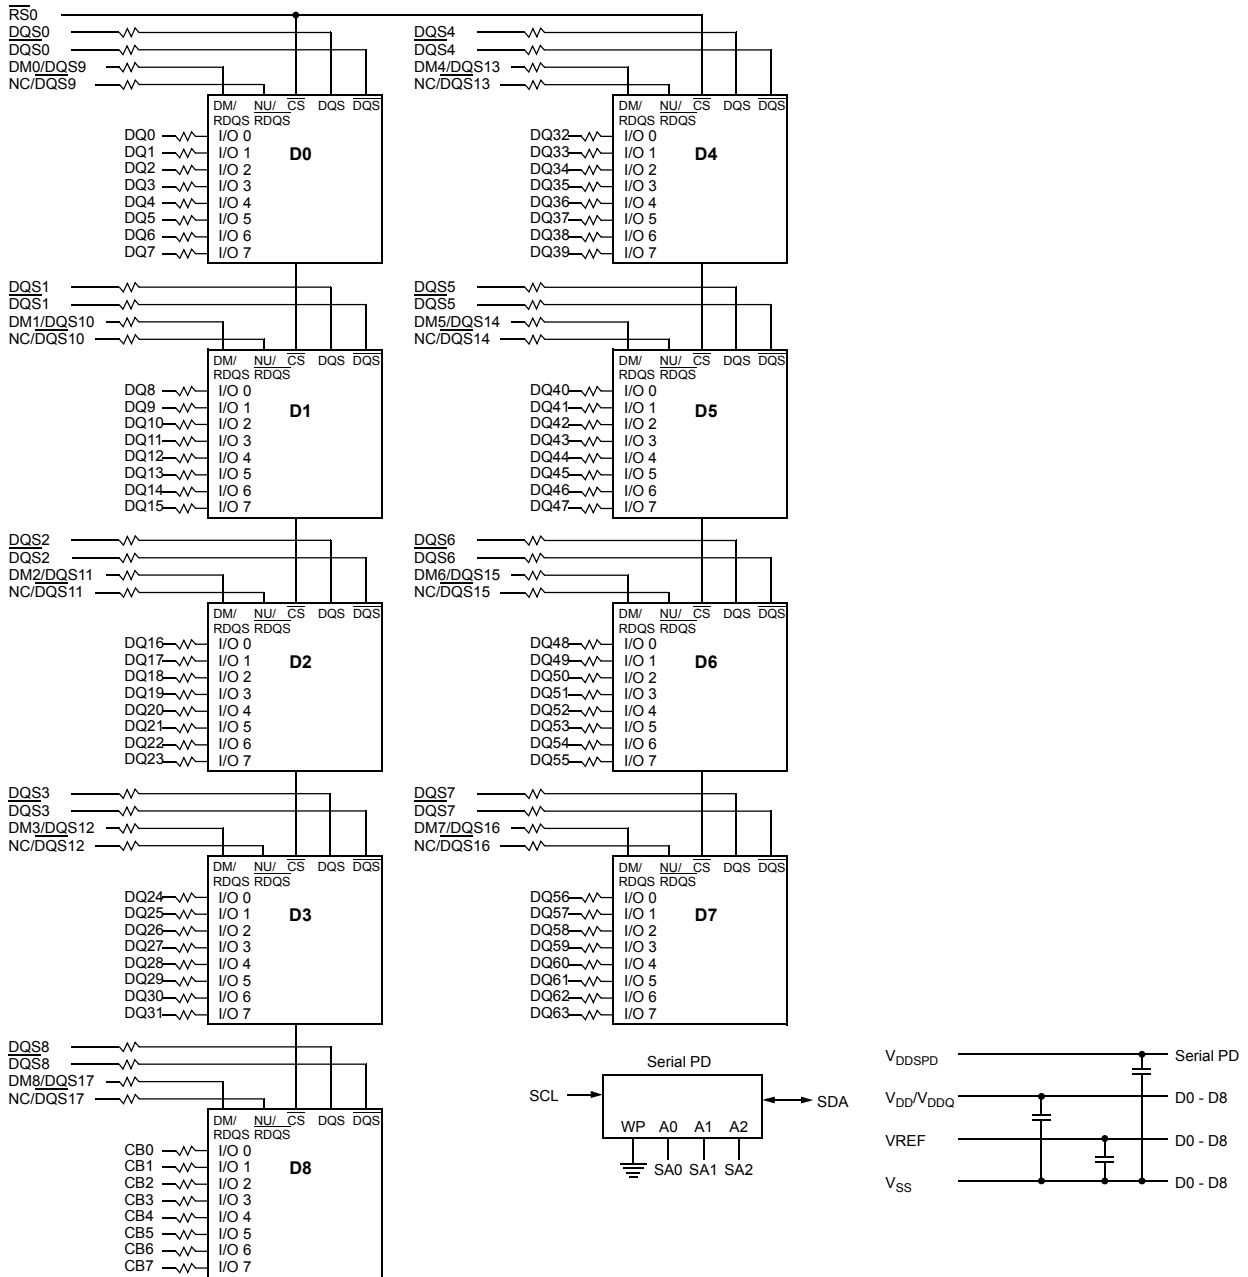 RS0
DQS0
DQS0
DM0/DQS9
NC/DQS9
DM/ NU/ CS DQS DQS
RDQS RDQS
DQ0 I/O 0
DQ1 I/O 1
D0
DQ2 I/O 2
DQ3 I/O 3
DQ4 I/O 4
DQ5 I/O 5
DQ6 I/O 6
DQ7 I/O 7
DQS1
DQS1
DM1/DQS10
NC/DQS10
DM/ NU/ CS DQS DQS
RDQS RDQS
DQ8 I/O 0
DQ9 I/O 1
D1
DQ10 I/O 2
DQ11 I/O 3
DQ12 I/O 4
DQ13 I/O 5
DQ14 I/O 6
DQ15 I/O 7
DQS2
DQS2
DM2/DQS11
NC/DQS11
DM/ NU/ CS DQS DQS
RDQS RDQS
DQ16 I/O 0
DQ17 I/O 1
D2
DQ18 I/O 2
DQ19 I/O 3
DQ20 I/O 4
DQ21 I/O 5
DQ22 I/O 6
DQ23 I/O 7
DQS3
DQS3
DM3/DQS12
NC/DQS12
DM/ NU/ CS DQS DQS
RDQS RDQS
DQ24 I/O 0
DQ25 I/O 1
D3
DQ26 I/O 2
DQ27 I/O 3
DQ28 I/O 4
DQ29 I/O 5
DQ30 I/O 6
DQ31 I/O 7
DQS8
DQS8
DM8/DQS17
NC/DQS17
DM/ NU/ CS DQS DQS
RDQS RDQS
CB0 I/O 0
CB1 I/O 1
D8
CB2 I/O 2
CB3 I/O 3
CB4 I/O 4
CB5 I/O 5
CB6 I/O 6
CB7 I/O 7
DQS4
DQS4
DM4/DQS13
NC/DQS13
DM/ NU/ CS DQS DQS
RDQS RDQS
DQ32 I/O 0
DQ33 I/O 1
D4
DQ34 I/O 2
DQ35 I/O 3
DQ36 I/O 4
DQ37 I/O 5
DQ38 I/O 6
DQ39 I/O 7
DQS5
DQS5
DM5/DQS14
NC/DQS14
DM/ NU/ CS DQS DQS
RDQS RDQS
DQ40 I/O 0
DQ41 I/O 1
D5
DQ42 I/O 2
DQ43 I/O 3
DQ44 I/O 4
DQ45 I/O 5
DQ46 I/O 6
DQ47 I/O 7
DQS6
DQS6
DM6/DQS15
NC/DQS15
DM/ NU/ CS DQS DQS
RDQS RDQS
DQ48 I/O 0
DQ49 I/O 1
D6
DQ50 I/O 2
DQ51 I/O 3
DQ52 I/O 4
DQ53 I/O 5
DQ54 I/O 6
DQ55 I/O 7
DQS7
DQS7
DM7/DQS16
NC/DQS16
DM/ NU/ CS DQS DQS
RDQS RDQS
DQ56 I/O 0
DQ57 I/O 1
D7
DQ58 I/O 2
DQ59 I/O 3
DQ60 I/O 4
DQ61 I/O 5
DQ62 I/O 6
DQ63 I/O 7
Serial PD
SCL SDA
WP A0 A1 A2
SA0 SA1 SA2
VDDSPD Serial PD
VDD/VDDQ D0 - D8
VREF D0 - D8
VSS D0 - D8